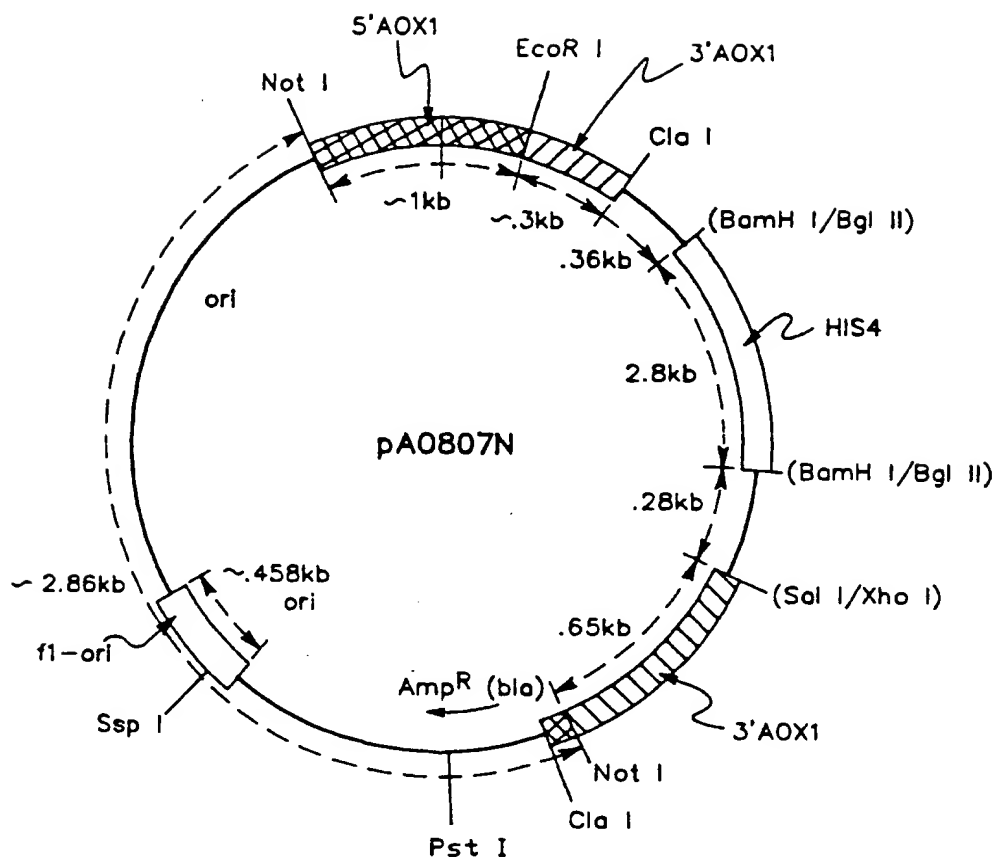 5'AOX1
EcoR I
3'AOX1
Not I
Cla I
~1kb
~.3kb
(BamH I/Bgl II)
.36kb
ori
HIS4
2.8kb
pAO807N
(BamH I/Bgl II)
.28kb
~.458kb
~2.86kb
ori
(Sal I/Xho I)
.65kb
f1-ori
AmpR (bla)
Ssp I
3'AOX1
Not I
Cla I
Pst I